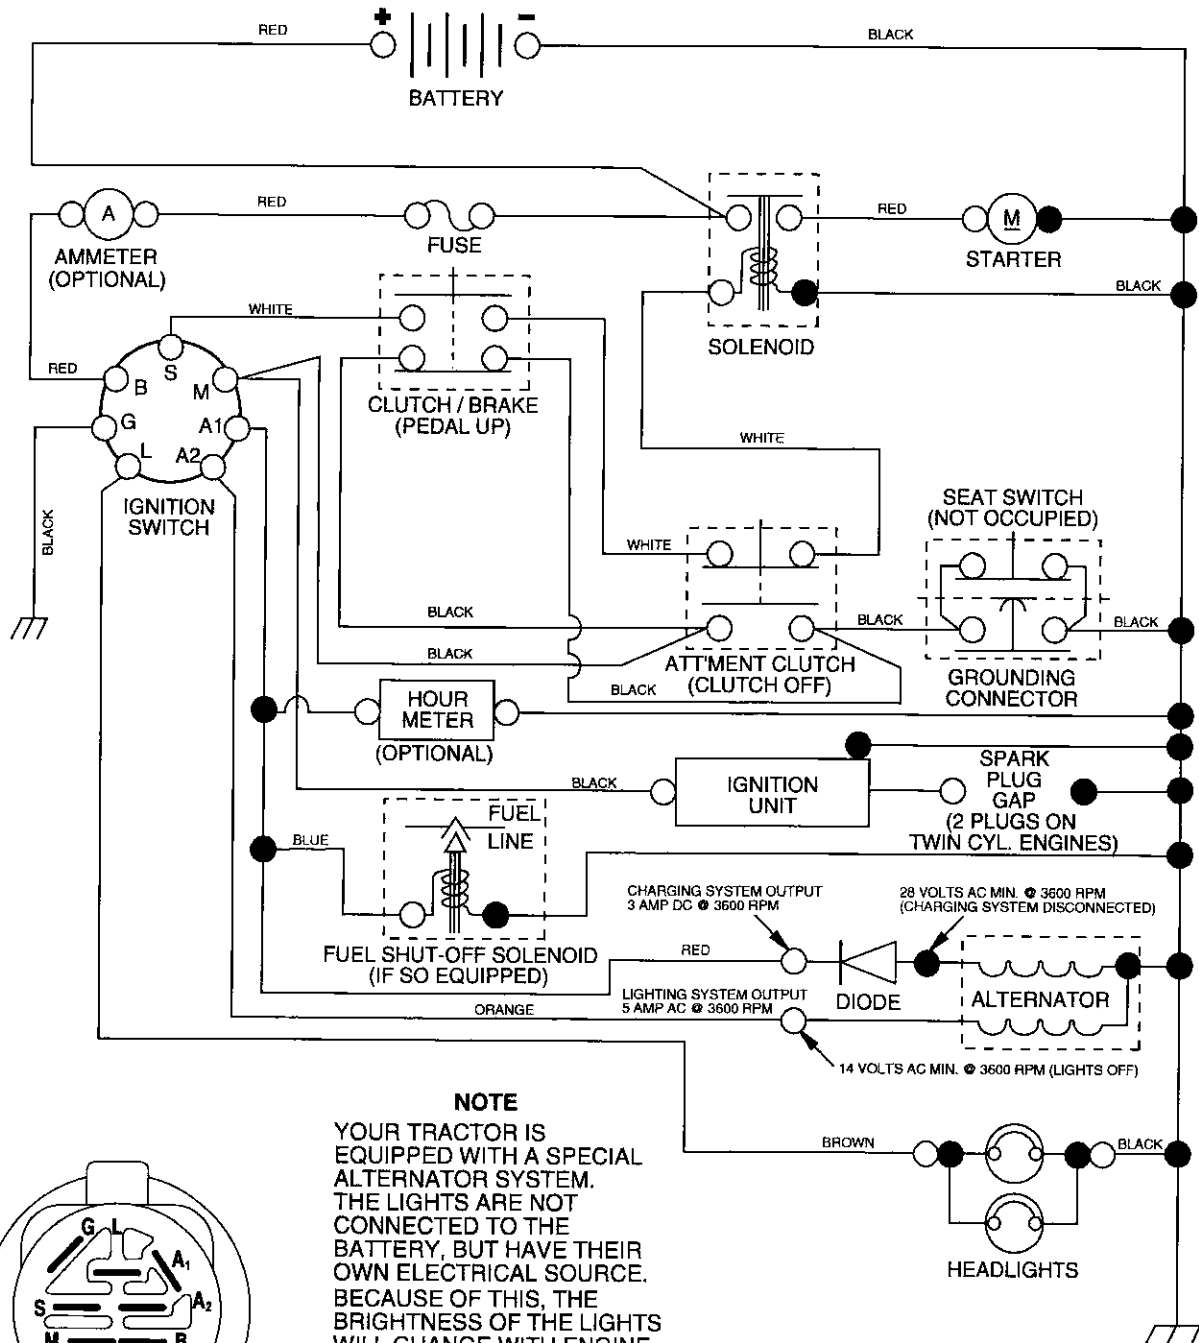 + -
RED
BLACK
BATTERY
RED
A
AMMETER
(OPTIONAL)
FUSE
RED
M
STARTER
BLACK
SOLENOID
WHITE
CLUTCH / BRAKE
(PEDAL UP)
RED
B
S
M
G
A1
L
A2
IGNITION
SWITCH
BLACK
WHITE
SEAT SWITCH
(NOT OCCUPIED)
WHITE
BLACK
BLACK
BLACK
BLACK
ATT'MENT CLUTCH
(CLUTCH OFF)
BLACK
GROUNDING
CONNECTOR
HOUR
METER
(OPTIONAL)
BLACK
IGNITION
UNIT
SPARK
PLUG
GAP
(2 PLUGS ON
TWIN CYL. ENGINES)
BLUE
FUEL
LINE
FUEL SHUT-OFF SOLENOID
(IF SO EQUIPPED)
CHARGING SYSTEM OUTPUT
3 AMP DC @ 3600 RPM
28 VOLTS AC MIN. @ 3600 RPM
(CHARGING SYSTEM DISCONNECTED)
RED
DIODE
ALTERNATOR
LIGHTING SYSTEM OUTPUT
5 AMP AC @ 3600 RPM
ORANGE
14 VOLTS AC MIN. @ 3600 RPM (LIGHTS OFF)
BROWN
BLACK
HEADLIGHTS
NOTE
YOUR TRACTOR IS
EQUIPPED WITH A SPECIAL
ALTERNATOR SYSTEM.
THE LIGHTS ARE NOT
CONNECTED TO THE
BATTERY, BUT HAVE THEIR
OWN ELECTRICAL SOURCE.
BECAUSE OF THIS, THE
BRIGHTNESS OF THE LIGHTS
WILL CHANGE WITH ENGINE
G L
A1
S
A2
M
B